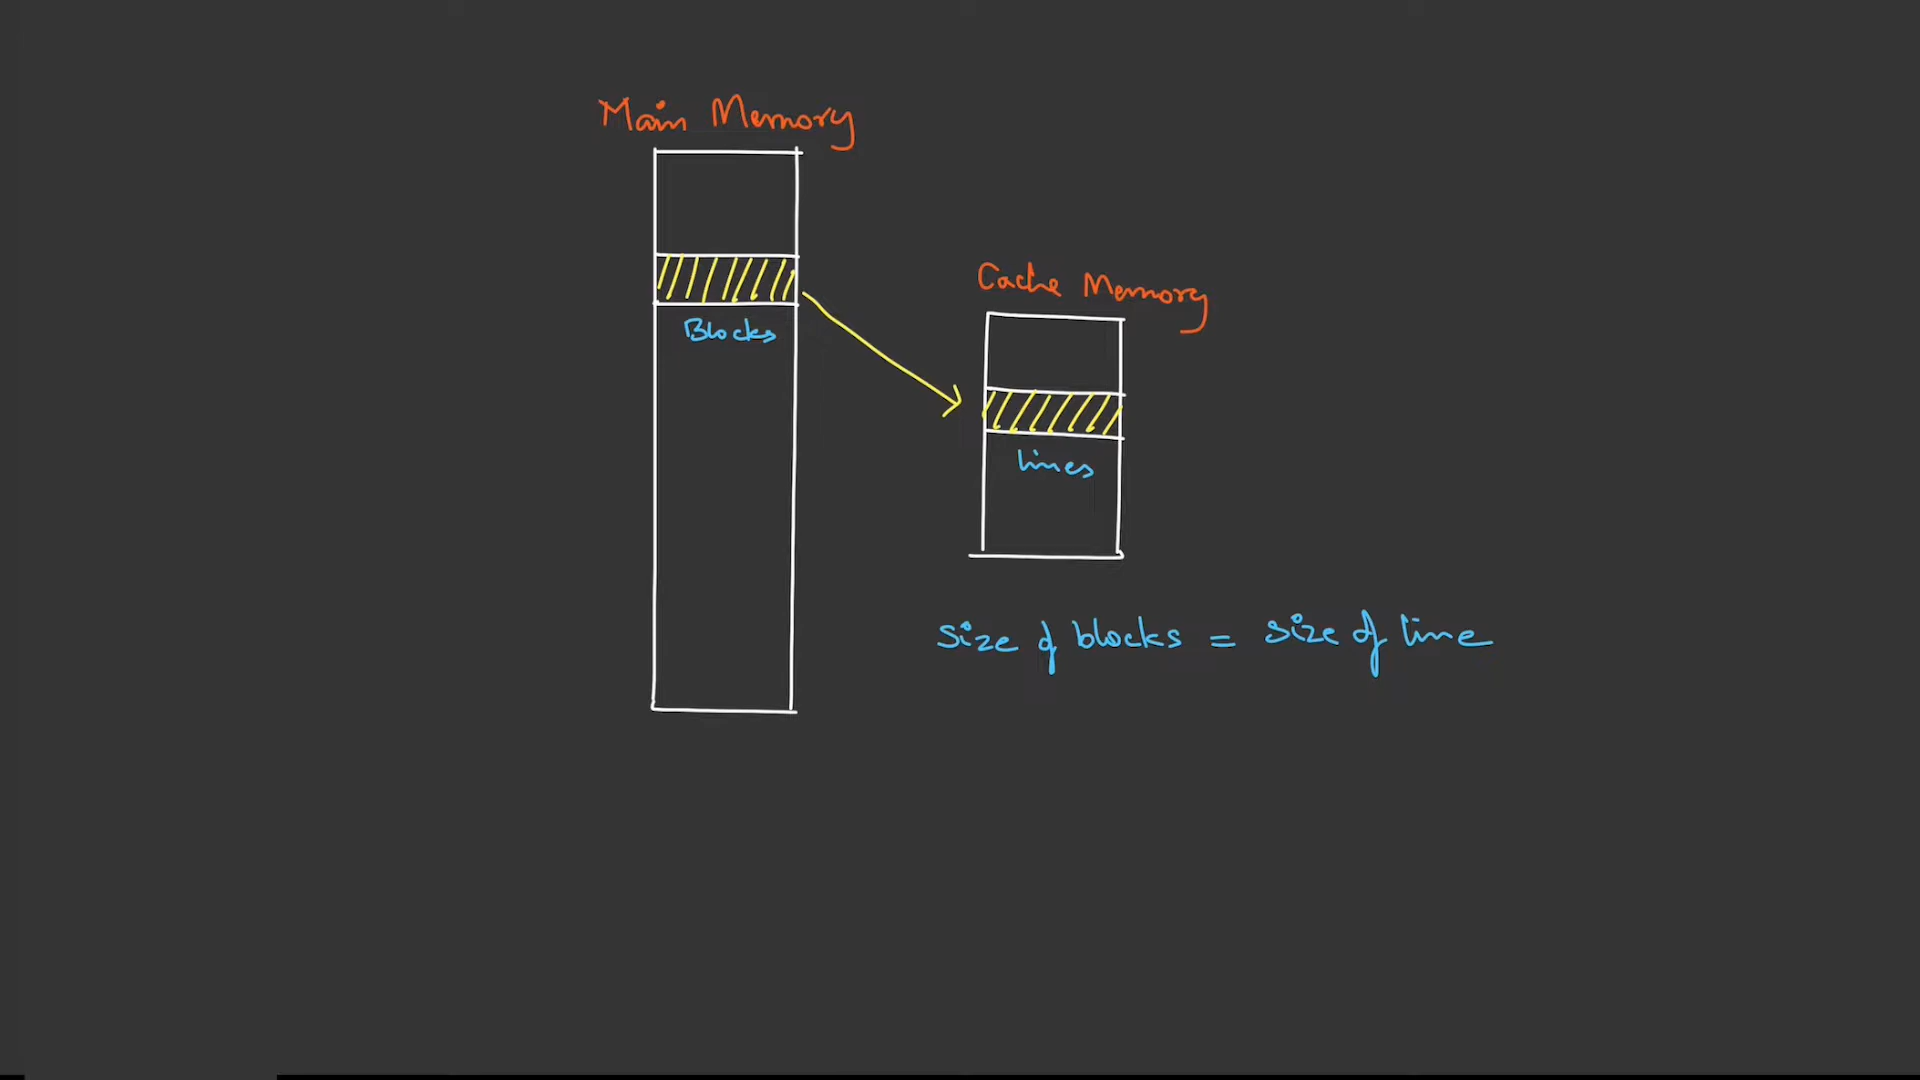 Main Memory
Blocks
Cache Memory
lines
size of blocks = size of line